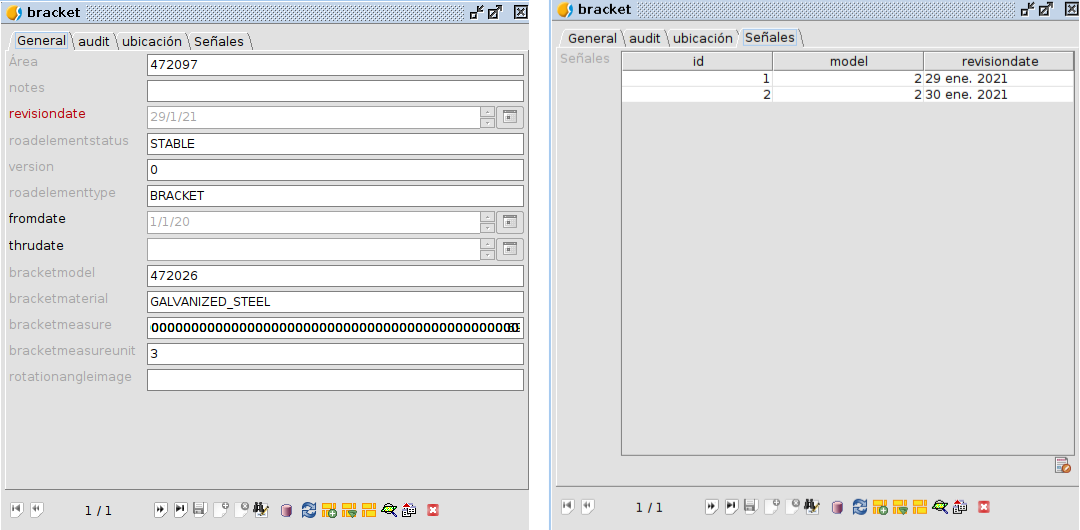 bracket
General audit ubicación Señales
Área 472097
notes
revisiondate 29/1/21
roadelementstatus STABLE
version 0
roadelementtype BRACKET
fromdate 1/1/20
thrudate
bracketmodel 472026
bracketmaterial GALVANIZED_STEEL
bracketmeasure
bracketmeasureunit 3
rotationangleimage
1 / 1
bracket
General audit ubicación Señales
Señales
id model revisiondate
1 2 29 ene. 2021
2 2 30 ene. 2021
1 / 1